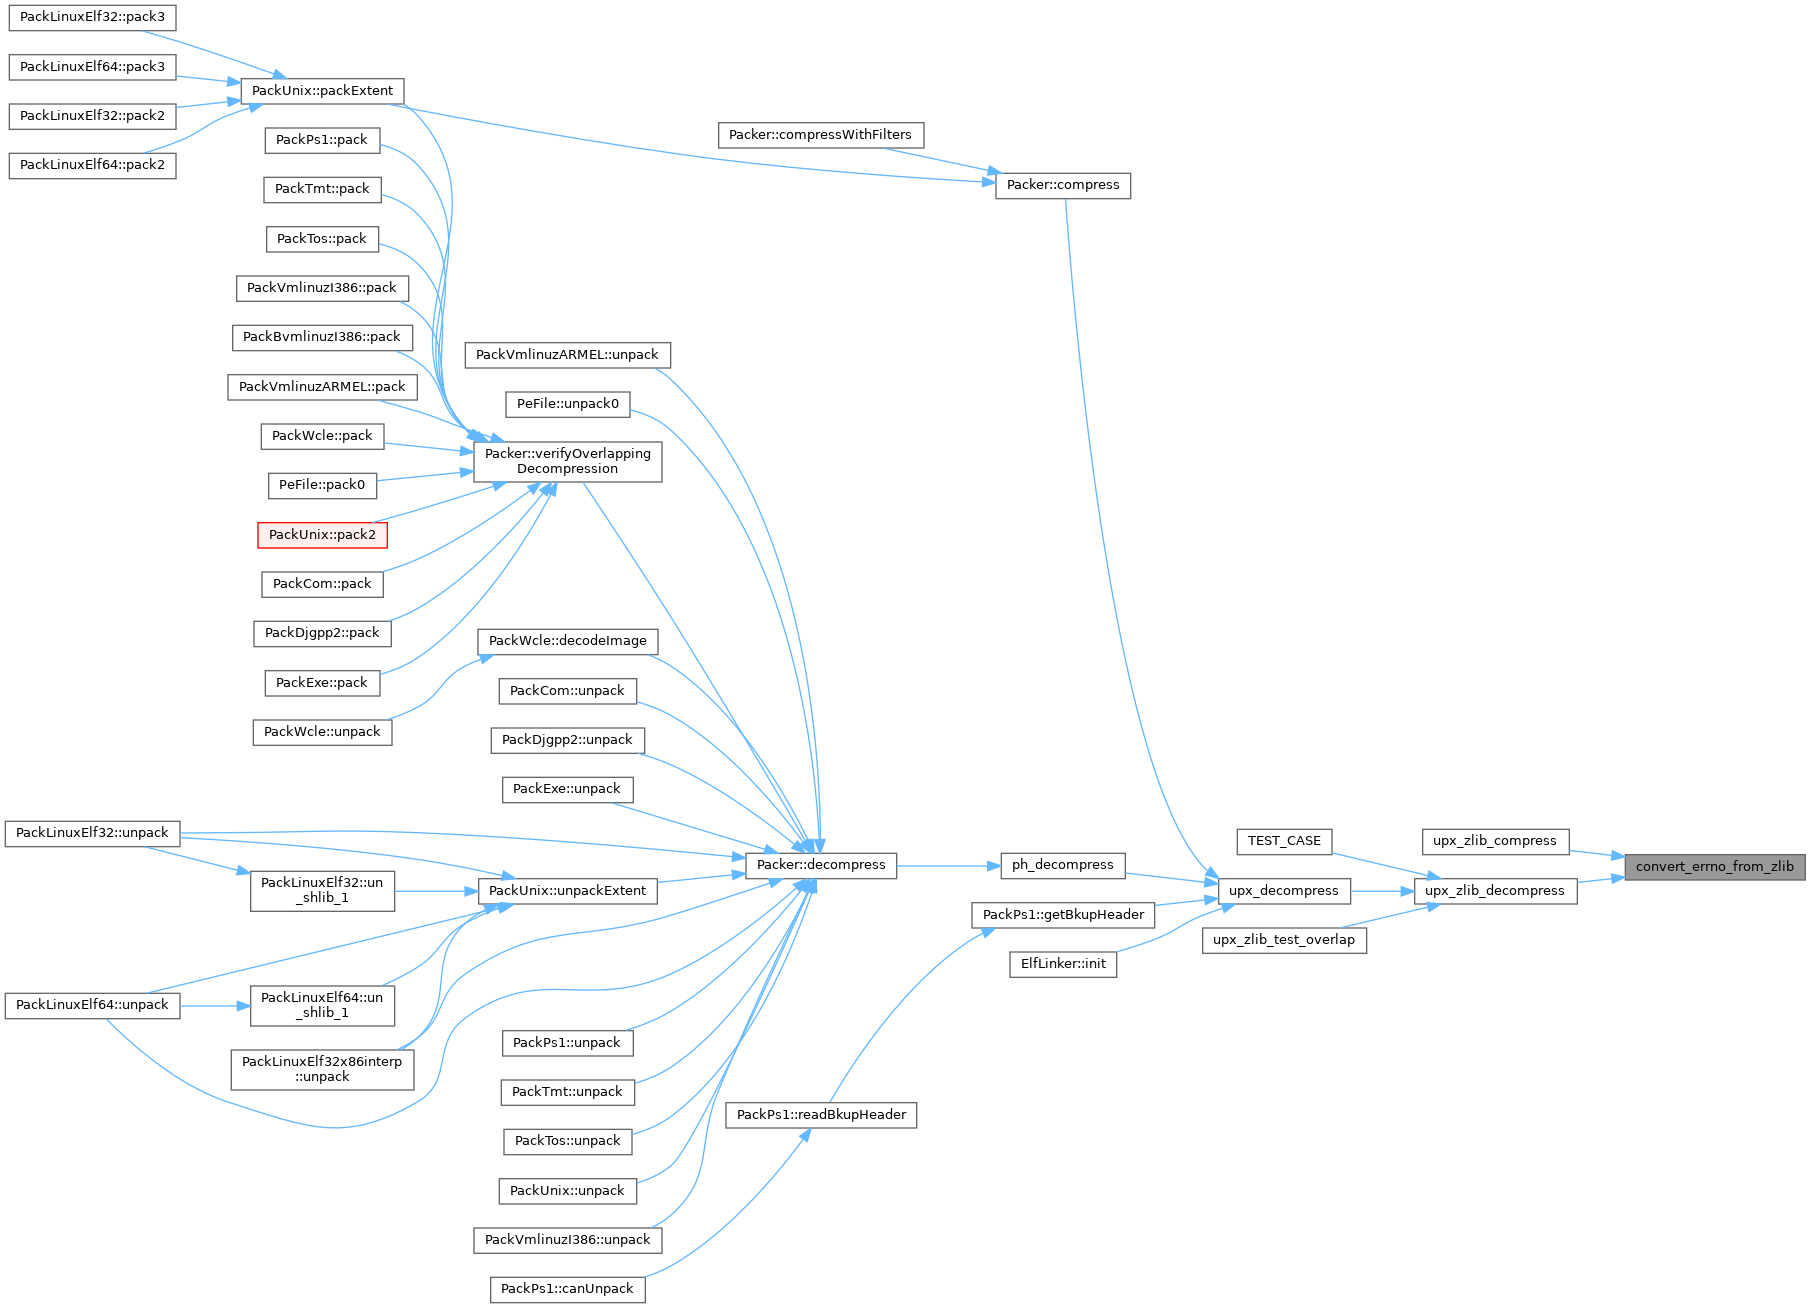 PackLinuxElf32::pack3
PackLinuxElf64::pack3
PackUnix::packExtent
PackLinuxElf32::pack2
PackLinuxElf64::pack2
PackPs1::pack
PackTmt::pack
PackTos::pack
PackVmlinuzI386::pack
PackBvmlinuzI386::pack
PackVmlinuzARMEL::pack
PackWcle::pack
PeFile::pack0
PackUnix::pack2
PackCom::pack
PackDjgpp2::pack
PackExe::pack
PackWcle::unpack
Packer::compressWithFilters
Packer::compress
PackVmlinuzARMEL::unpack
PeFile::unpack0
Packer::verifyOverlapping
Decompression
PackWcle::decodeImage
PackCom::unpack
PackDjgpp2::unpack
PackExe::unpack
PackLinuxElf32::unpack
PackLinuxElf32::un
_shlib_1
PackUnix::unpackExtent
Packer::decompress
ph_decompress
PackPs1::getBkupHeader
ElfLinker::init
TEST_CASE
upx_decompress
upx_zlib_test_overlap
upx_zlib_compress
upx_zlib_decompress
convert_errno_from_zlib
PackLinuxElf64::unpack
PackLinuxElf64::un
_shlib_1
PackLinuxElf32x86interp
::unpack
PackPs1::unpack
PackTmt::unpack
PackTos::unpack
PackUnix::unpack
PackVmlinuzI386::unpack
PackPs1::canUnpack
PackPs1::readBkupHeader